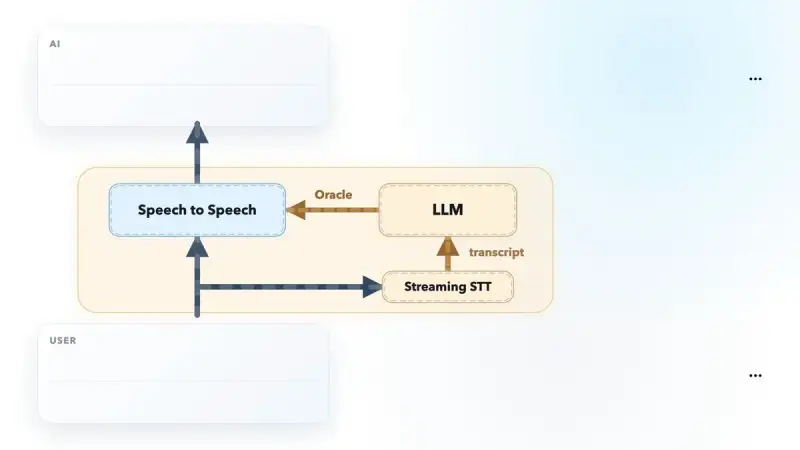 AI
...
Oracle
Speech to Speech
LLM
transcript
Streaming STT
USER
...